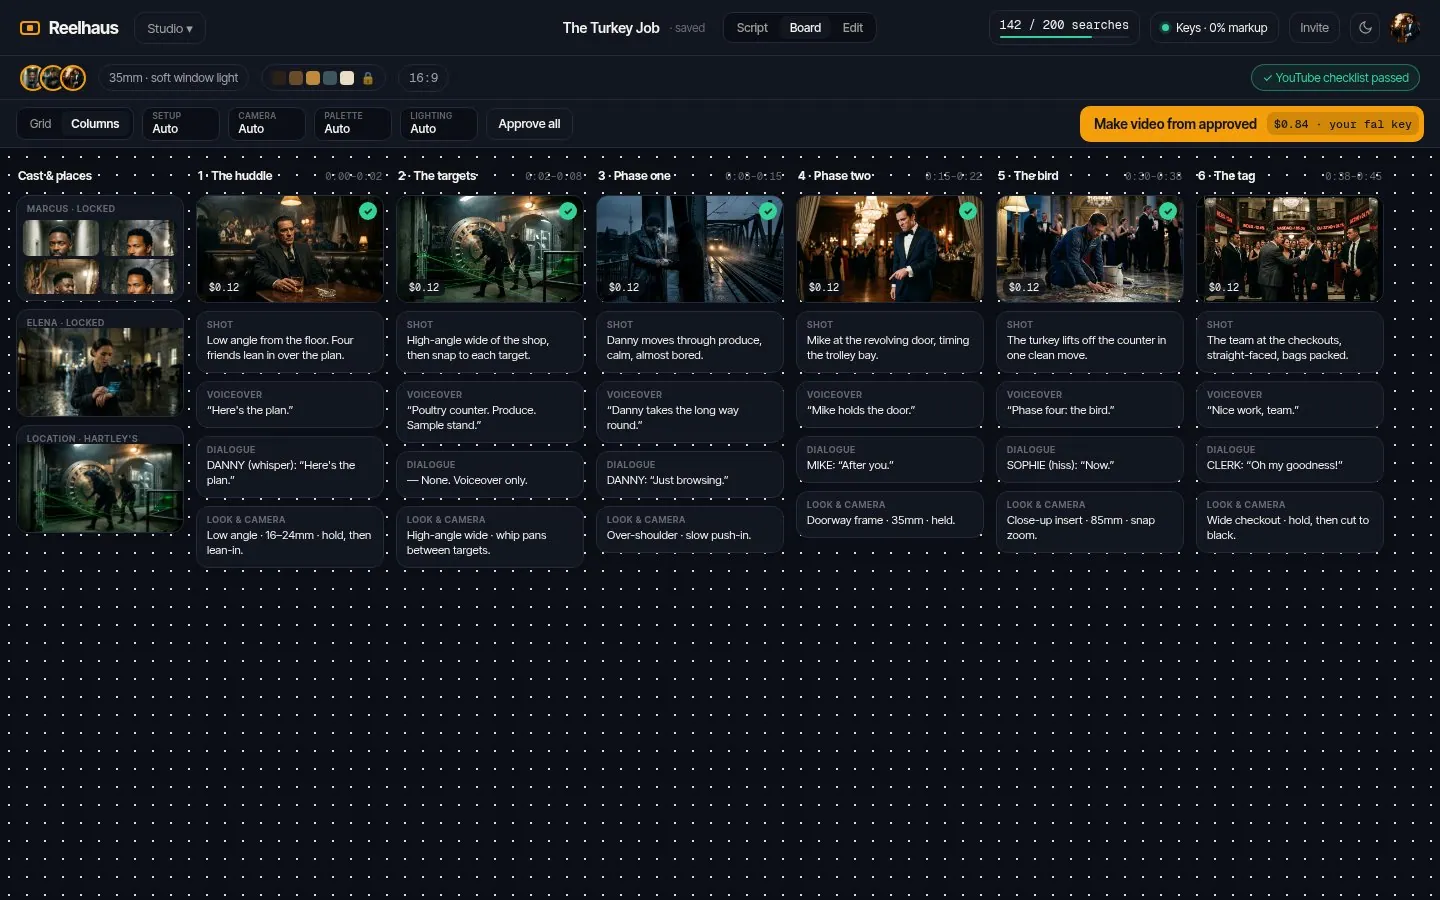 Reelhaus
Studio ▾
The Turkey Job · saved
Script
Board
Edit
142 / 200 searches
Keys · 0% markup
Invite
35mm · soft window light
16:9
✓ YouTube checklist passed
Grid
Columns
SETUP
Auto
CAMERA
Auto
PALETTE
Auto
LIGHTING
Auto
Approve all
Make video from approved
$0.84 · your fal key
Cast & places
MARCUS · LOCKED
ELENA · LOCKED
LOCATION · HARTLEY'S
1 · The huddle
0:00–0:02
$0.12
SHOT
Low angle from the floor. Four
friends lean in over the plan.
VOICEOVER
“Here's the plan.”
DIALOGUE
DANNY (whisper): “Here's the
plan.”
LOOK & CAMERA
Low angle · 16–24mm · hold, then
lean-in.
2 · The targets
0:02–0:08
$0.12
SHOT
High-angle wide of the shop,
then snap to each target.
VOICEOVER
“Poultry counter. Produce.
Sample stand.”
DIALOGUE
— None. Voiceover only.
LOOK & CAMERA
High-angle wide · whip pans
between targets.
3 · Phase one
0:08–0:15
$0.12
SHOT
Danny moves through produce,
calm, almost bored.
VOICEOVER
“Danny takes the long way
round.”
DIALOGUE
DANNY: “Just browsing.”
LOOK & CAMERA
Over-shoulder · slow push-in.
4 · Phase two
0:15–0:22
$0.12
SHOT
Mike at the revolving door, timing
the trolley bay.
VOICEOVER
“Mike holds the door.”
DIALOGUE
MIKE: “After you.”
LOOK & CAMERA
Doorway frame · 35mm · held.
5 · The bird
0:30–0:38
$0.12
SHOT
The turkey lifts off the counter in
one clean move.
VOICEOVER
“Phase four: the bird.”
DIALOGUE
SOPHIE (hiss): “Now.”
LOOK & CAMERA
Close-up insert · 85mm · snap
zoom.
6 · The tag
0:38–0:45
$0.12
SHOT
The team at the checkouts,
straight-faced, bags packed.
VOICEOVER
“Nice work, team.”
DIALOGUE
CLERK: “Oh my goodness!”
LOOK & CAMERA
Wide checkout · hold, then cut to
black.